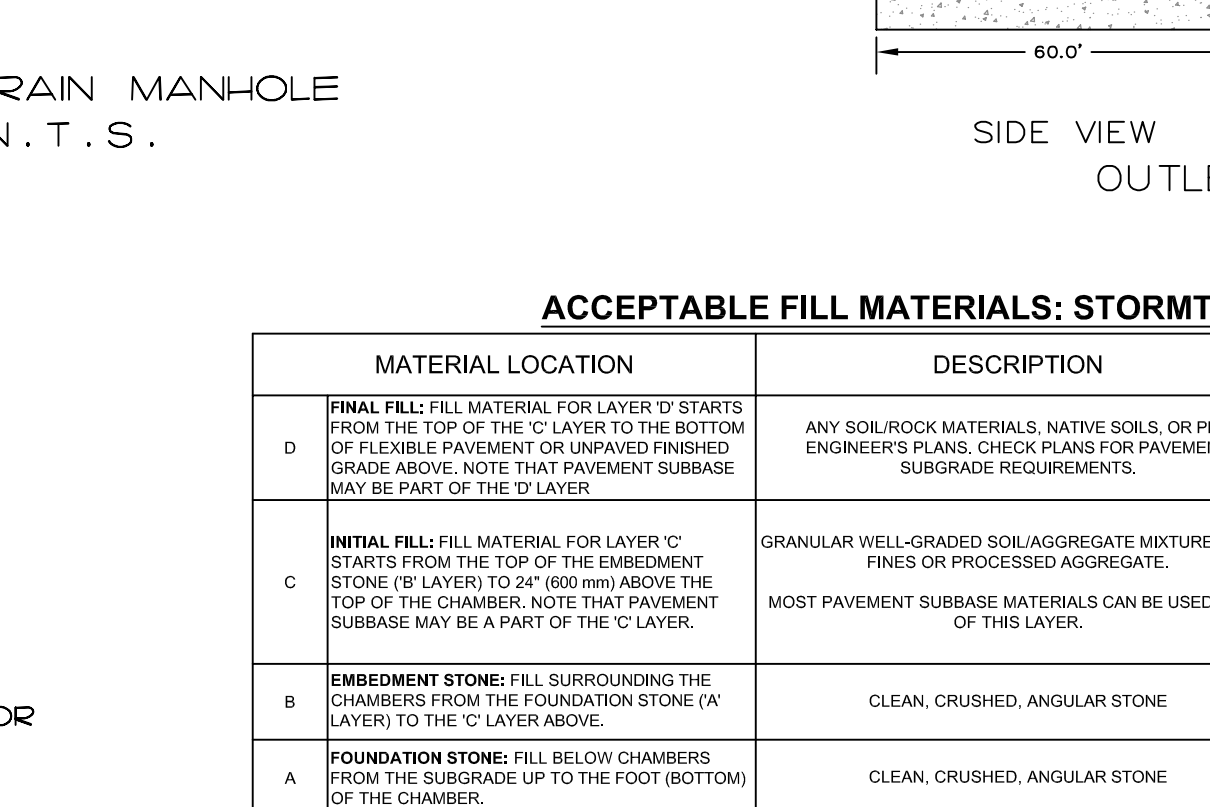 60.0'
RAIN MANHOLE
N.T.S.
SIDE VIEW
OUTLE
ACCEPTABLE FILL MATERIALS: STORMT
MATERIAL LOCATION
DESCRIPTION
D
FINAL FILL: FILL MATERIAL FOR LAYER 'D' STARTS
FROM THE TOP OF THE 'C' LAYER TO THE BOTTOM
OF FLEXIBLE PAVEMENT OR UNPAVED FINISHED
GRADE ABOVE. NOTE THAT PAVEMENT SUBBASE
MAY BE PART OF THE 'D' LAYER
ANY SOIL/ROCK MATERIALS, NATIVE SOILS, OR P
ENGINEER'S PLANS. CHECK PLANS FOR PAVEME
SUBGRADE REQUIREMENTS.
C
INITIAL FILL: FILL MATERIAL FOR LAYER 'C'
STARTS FROM THE TOP OF THE EMBEDMENT
STONE ('B' LAYER) TO 24" (600 mm) ABOVE THE
TOP OF THE CHAMBER. NOTE THAT PAVEMENT
SUBBASE MAY BE A PART OF THE 'C' LAYER.
GRANULAR WELL-GRADED SOIL/AGGREGATE MIXTURE
FINES OR PROCESSED AGGREGATE.
MOST PAVEMENT SUBBASE MATERIALS CAN BE USED
OF THIS LAYER.
B
EMBEDMENT STONE: FILL SURROUNDING THE
CHAMBERS FROM THE FOUNDATION STONE ('A'
LAYER) TO THE 'C' LAYER ABOVE.
CLEAN, CRUSHED, ANGULAR STONE
OR
A
FOUNDATION STONE: FILL BELOW CHAMBERS
FROM THE SUBGRADE UP TO THE FOOT (BOTTOM)
OF THE CHAMBER.
CLEAN, CRUSHED, ANGULAR STONE